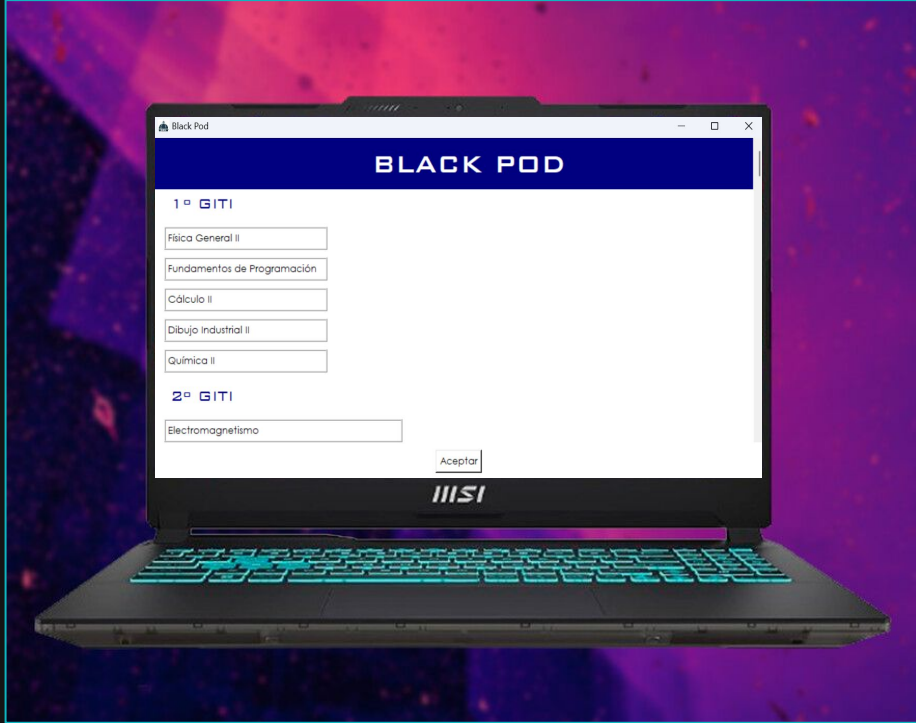 Black Pod
BLACK POD
1º GITI
Física General II
Fundamentos de Programación
Cálculo II
Dibujo Industrial II
Química II
2º GITI
Electromagnetismo
Aceptar
msi